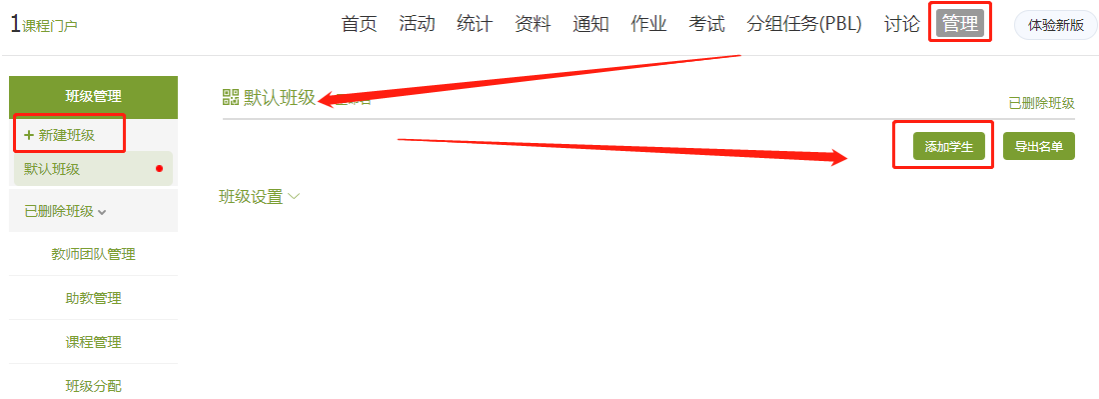 1课程门户 首页 活动 统计 资料 通知 作业 考试 分组任务(PBL) 讨论 管理 体验新版
班级管理
+ 新建班级
默认班级
已删除班级
教师团队管理
助教管理
课程管理
班级分配
默认班级
已删除班级
添加学生 导出名单
班级设置